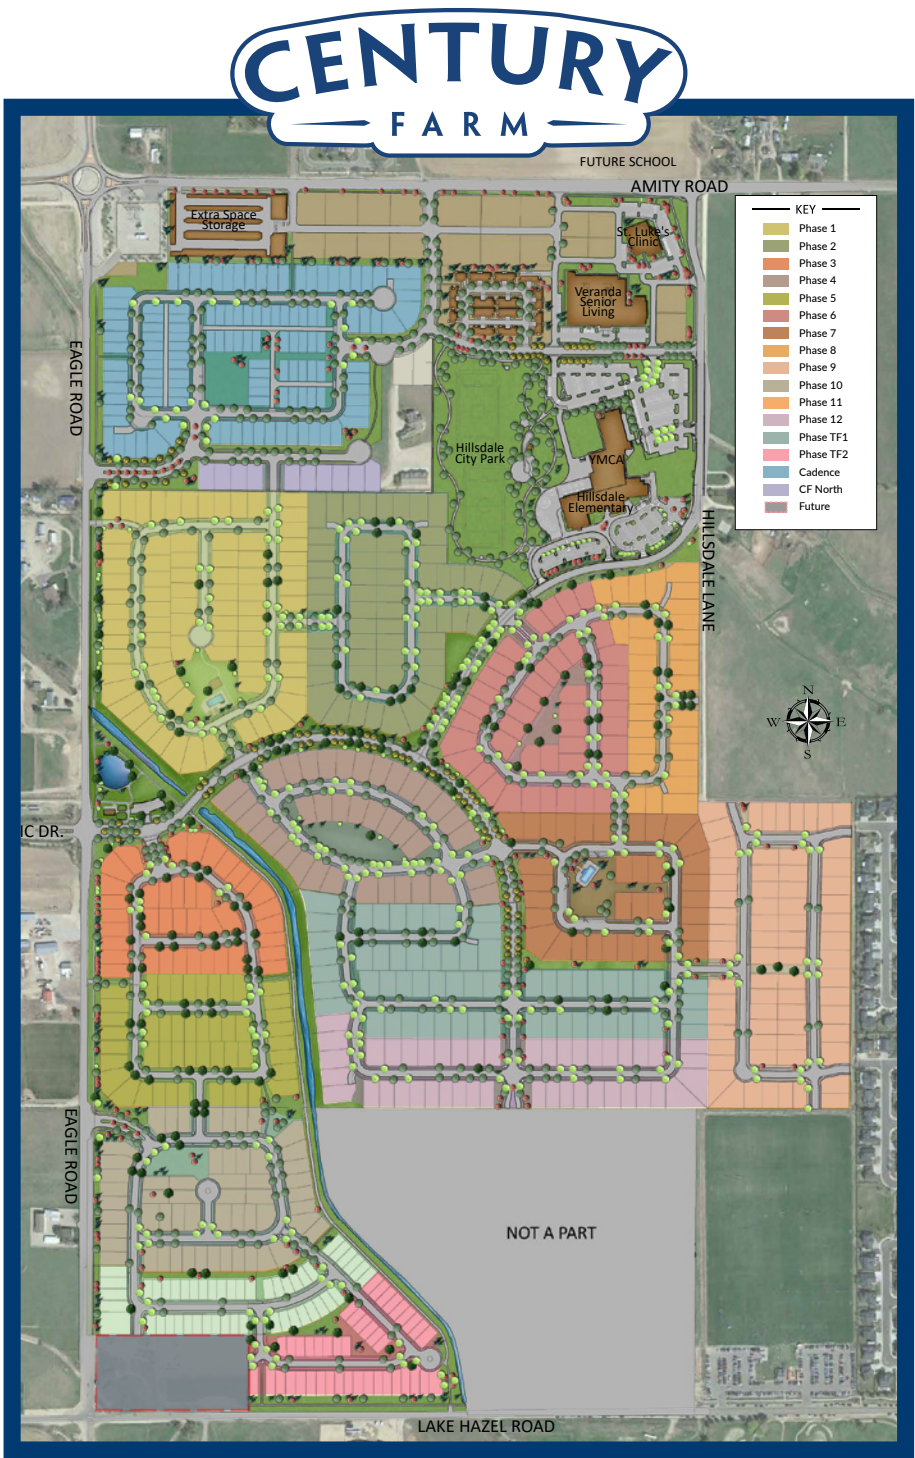 CENTURY
FARM
FUTURE SCHOOL
AMITY ROAD
Extra Space
Storage
St. Luke's
Clinic
Veranda
Senior
Living
KEY
Phase 1
Phase 2
Phase 3
Phase 4
Phase 5
Phase 6
Phase 7
Phase 8
Phase 9
Phase 10
Phase 11
Phase 12
Phase TF1
Phase TF2
Cadence
CF North
Future
EAGLE ROAD
Hillsdale
City Park
YMCA
Hillsdale
Elementary
HILLSDALE LANE
N
W E
S
IC DR.
EAGLE ROAD
NOT A PART
LAKE HAZEL ROAD